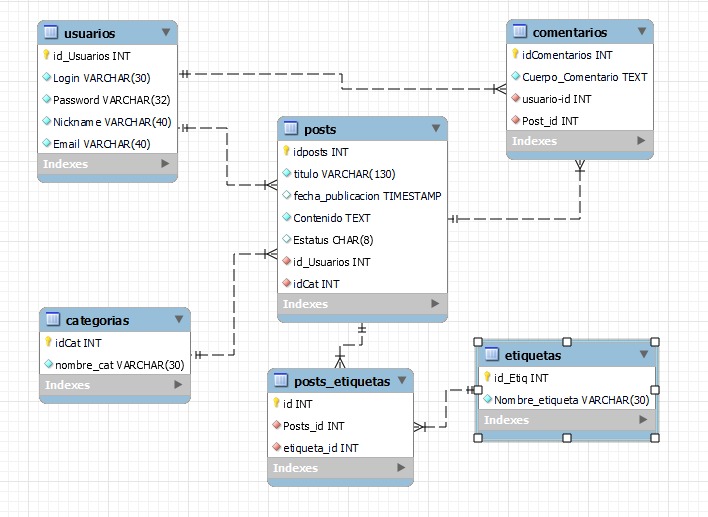 usuarios
id_Usuarios INT
Login VARCHAR(30)
Password VARCHAR(32)
Nickname VARCHAR(40)
Email VARCHAR(40)
Indexes
comentarios
idComentarios INT
Cuerpo_Comentario TEXT
usuario-id INT
Post_id INT
Indexes
posts
idposts INT
titulo VARCHAR(130)
fecha_publicacion TIMESTAMP
Contenido TEXT
Estatus CHAR(8)
id_Usuarios INT
idCat INT
Indexes
categorias
idCat INT
nombre_cat VARCHAR(30)
Indexes
posts_etiquetas
id INT
Posts_id INT
etiqueta_id INT
Indexes
etiquetas
id_Etiq INT
Nombre_etiqueta VARCHAR(30)
Indexes